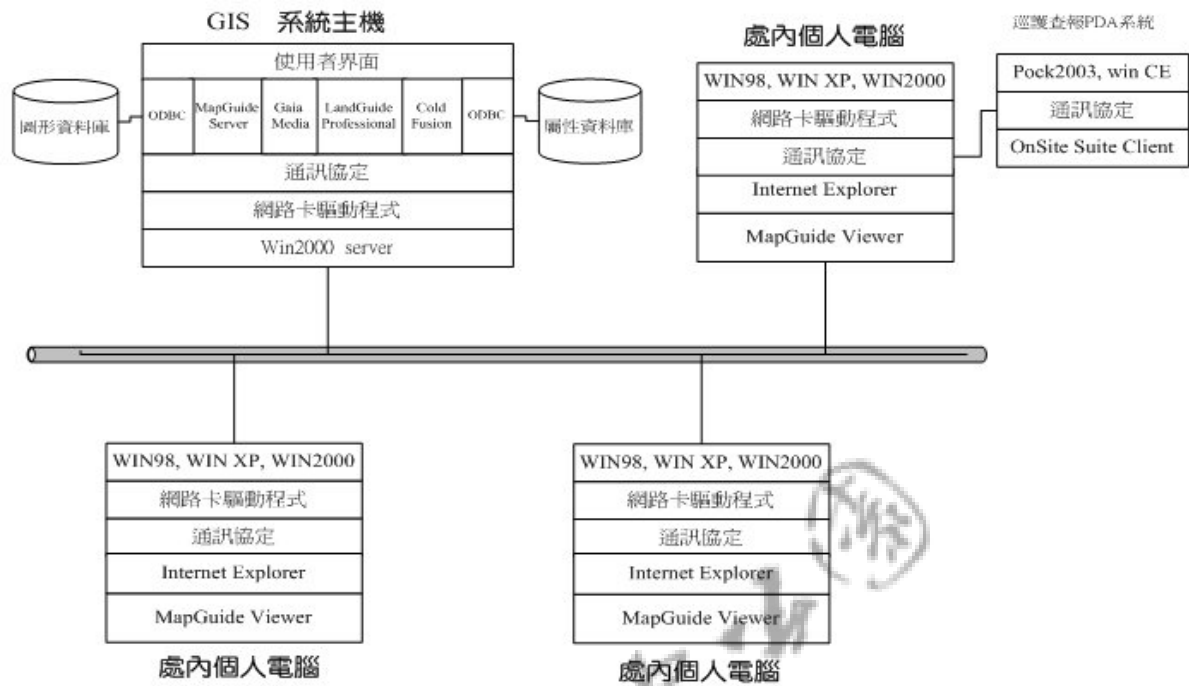 GIS 系統主機
使用者界面
圖形資料庫
ODBC
MapGuide
Server
Gaia
Media
LandGuide
Professional
Cold
Fusion
ODBC
屬性資料庫
通訊協定
網路卡驅動程式
Win2000 server
處內個人電腦
WIN98, WIN XP, WIN2000
網路卡驅動程式
通訊協定
Internet Explorer
MapGuide Viewer
巡護查報PDA系統
Pock2003, win CE
通訊協定
OnSite Suite Client
WIN98, WIN XP, WIN2000
網路卡驅動程式
通訊協定
Internet Explorer
MapGuide Viewer
處內個人電腦
WIN98, WIN XP, WIN2000
網路卡驅動程式
通訊協定
Internet Explorer
MapGuide Viewer
處內個人電腦